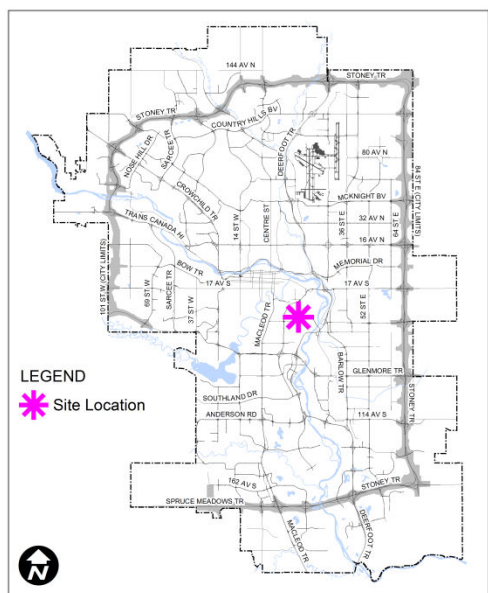 144 AV N
STONEY TR
STONEY TR
COUNTRY HILLS BV
NOSE HILL DR
SARCEE TR
DEERFOOT TR
80 AV N
CROWCHILD TR
84 ST E (CITY LIMITS)
MCKNIGHT BV
TRANS CANADA HI
14 ST W
CENTRE ST
36 ST E
32 AV N
64 ST E
16 AV N
MEMORIAL DR
BOW TR
17 AV S
17 AV S
101 ST W (CITY LIMITS)
69 ST W
SARCEE TR
37 ST W
MACLEOD TR
52 ST E
BARLOW TR
GLENMORE TR
LEGEND
Site Location
SOUTHLAND DR
ANDERSON RD
114 AV S
STONEY TR
162 AV S
STONEY TR
SPRUCE MEADOWS TR
MACLEOD TR
DEERFOOT TR
N